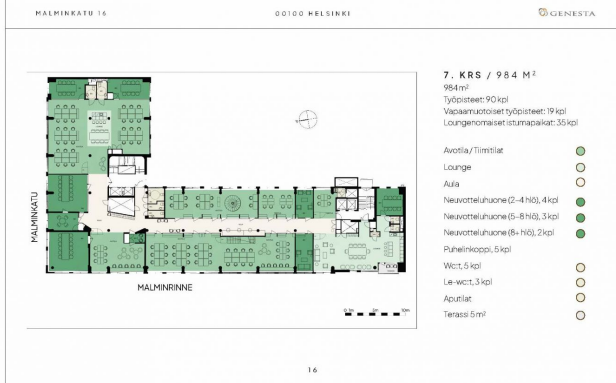 MALMINKATU 16
00100 HELSINKI
GENESTA
7. KRS / 984 M²
984m²
Työpisteet: 90 kpl
Vapaamuotoiset työpisteet: 19 kpl
Loungenomaiset istumapaikat: 35 kpl
Avotila/Tiimitilat
Lounge
Aula
Neuvotteluhuone (2–4 hlö), 4 kpl
Neuvotteluhuone (5–8 hlö), 3 kpl
Neuvotteluhuone (8+ hlö), 2 kpl
Puhelinkoppi, 5 kpl
Wc:t, 5 kpl
Le-wc:t, 3 kpl
Aputilat
Terassi 5 m²
MALMINKATU
MALMINRINNE
10m
16